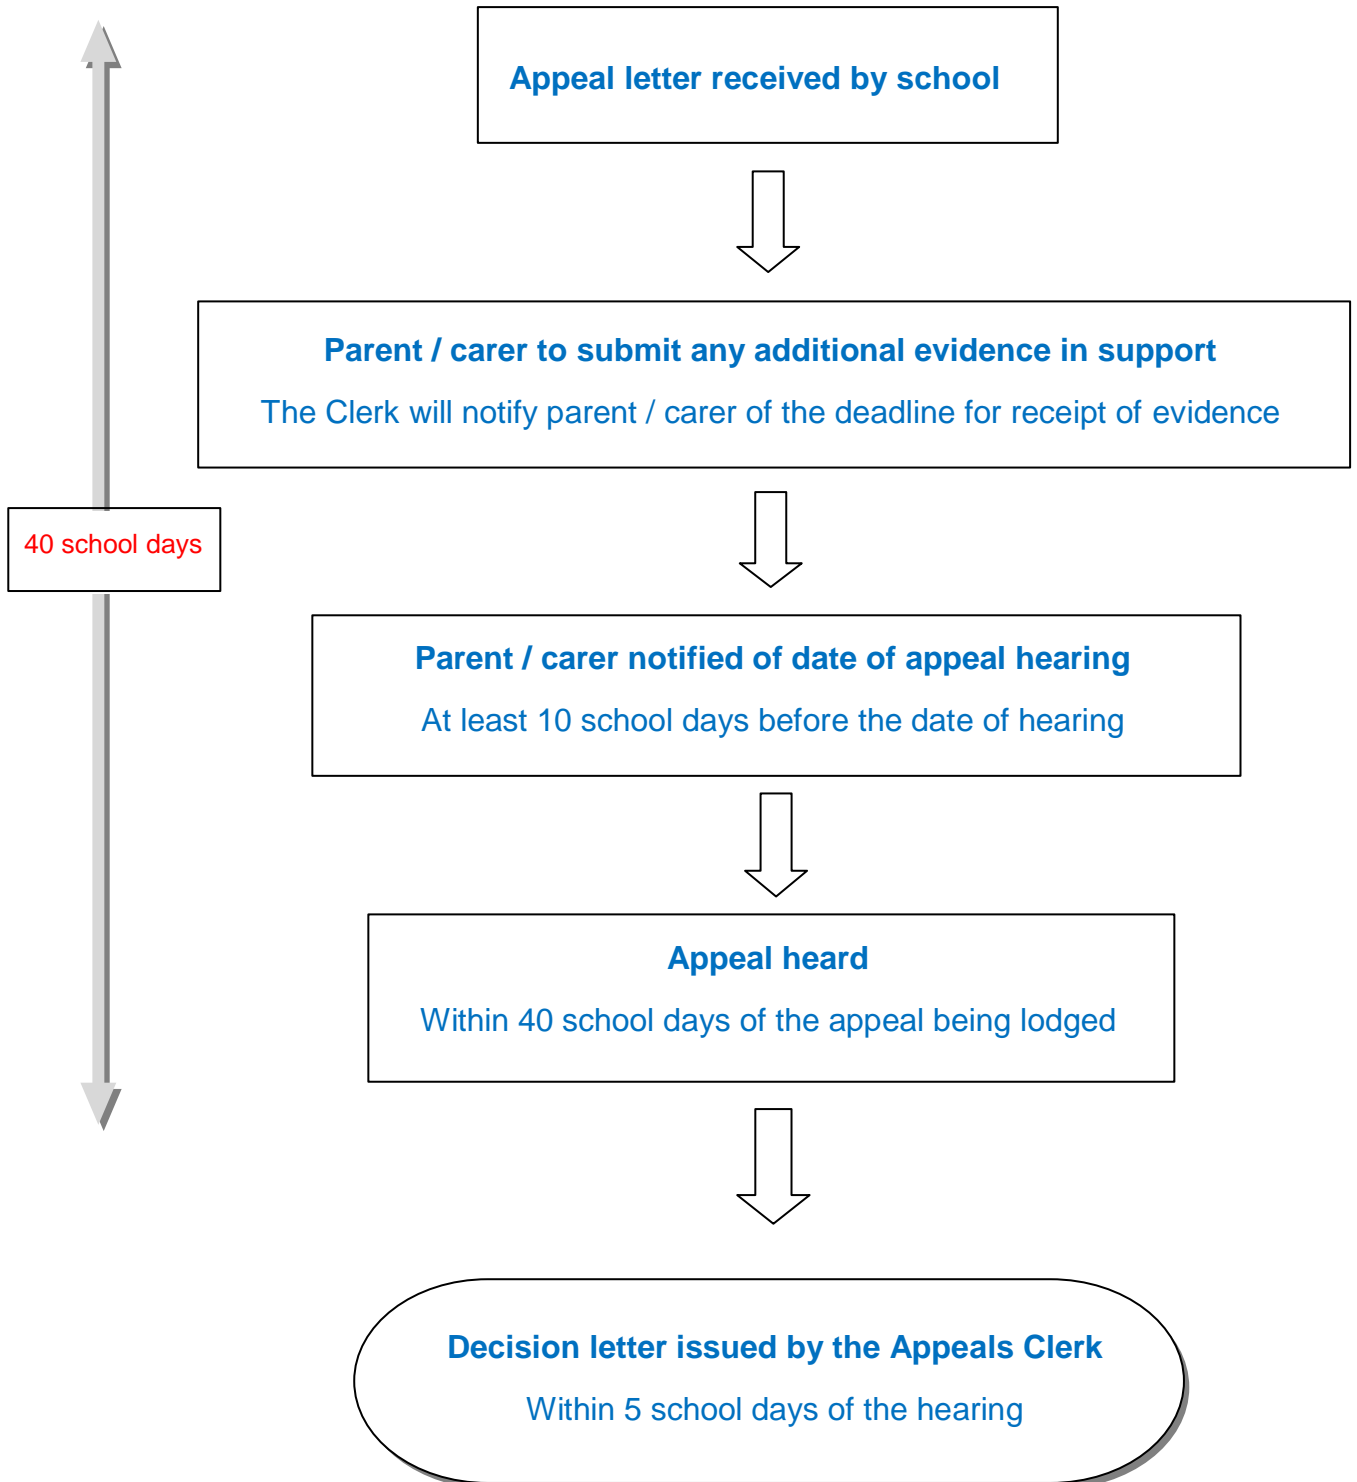 Appeal letter received by school
Parent / carer to submit any additional evidence in support
The Clerk will notify parent / carer of the deadline for receipt of evidence
40 school days
Parent / carer notified of date of appeal hearing
At least 10 school days before the date of hearing
Appeal heard
Within 40 school days of the appeal being lodged
Decision letter issued by the Appeals Clerk
Within 5 school days of the hearing